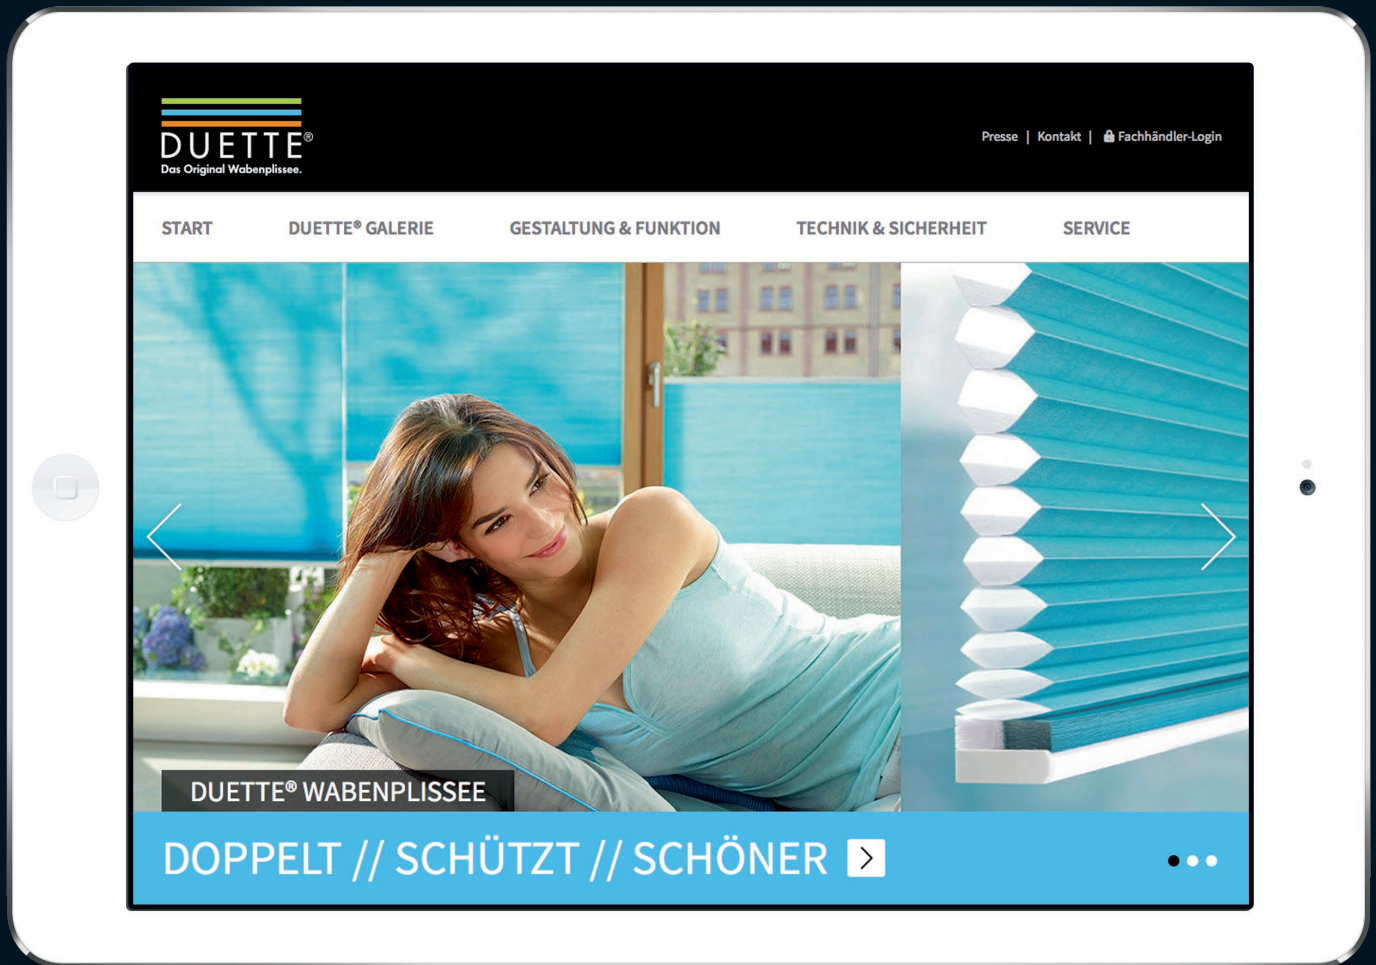 DUETTE®
Das Original Wabenplissee.
Presse | Kontakt | Fachhändler-Login
START DUETTE® GALERIE GESTALTUNG & FUNKTION TECHNIK & SICHERHEIT SERVICE
DUETTE® WABENPLISSEE
DOPPELT // SCHÜTZT // SCHÖNER